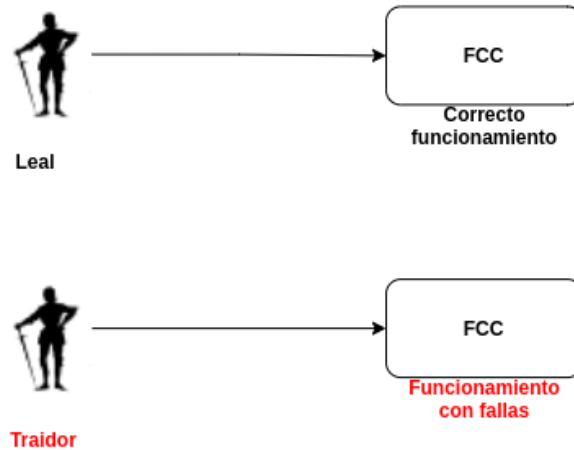 FCC
Correcto
funcionamiento
Leal
FCC
Funcionamiento
con fallas
Traidor